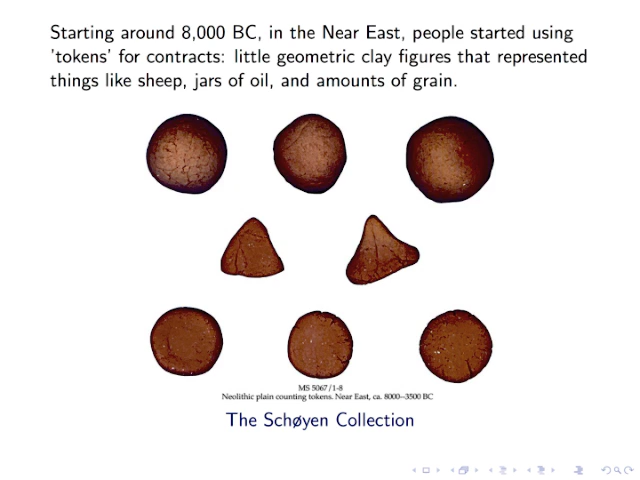 Starting around 8,000 BC, in the Near East, people started using
'tokens' for contracts: little geometric clay figures that represented
things like sheep, jars of oil, and amounts of grain.
MS 5067/1-8
Neolithic plain counting tokens. Near East, ca. 8000–3500 BC
The Schøyen Collection